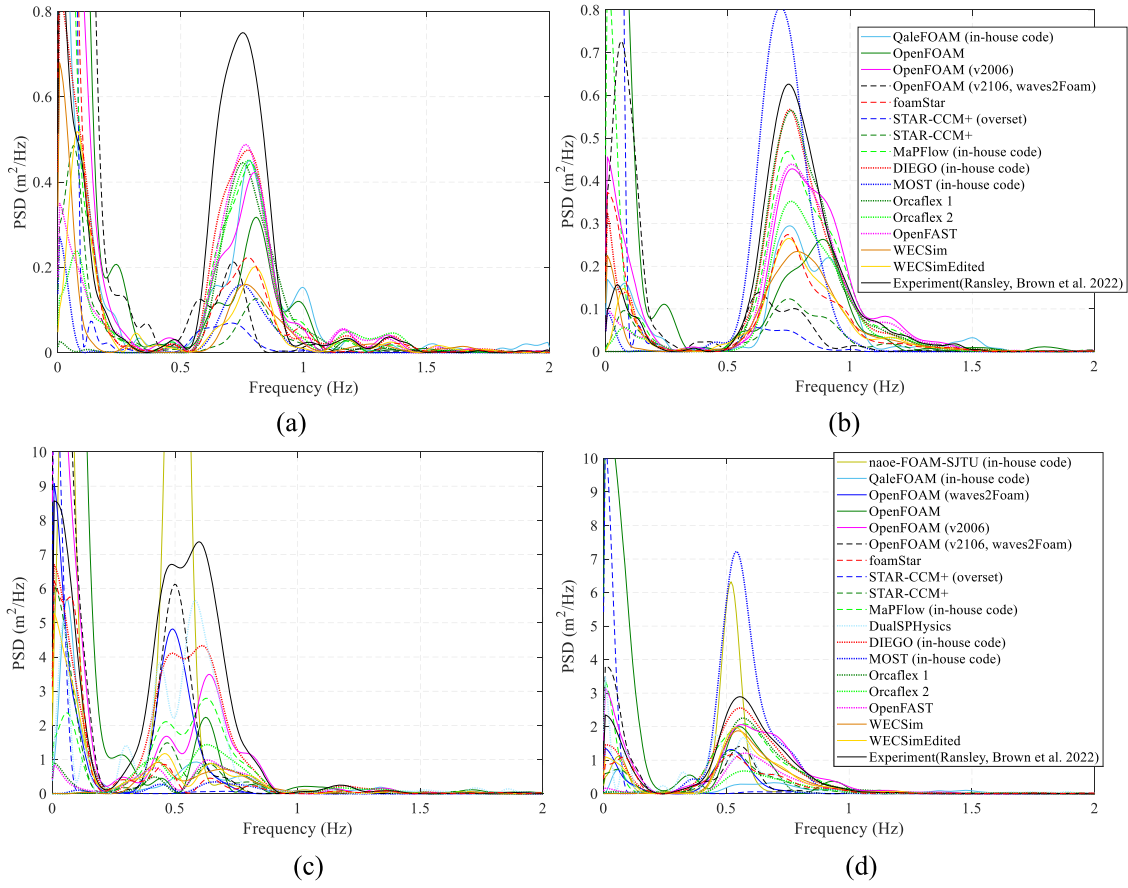 0.8
0.6
0.4
0.2
0
PSD (m²/Hz)
0
0.5
1
1.5
2
Frequency (Hz)
(a)
0.8
0.7
0.6
0.5
0.4
0.3
0.2
0.1
0
PSD (m²/Hz)
0
0.5
1
1.5
2
Frequency (Hz)
QaleFOAM (in-house code)
OpenFOAM
OpenFOAM (v2006)
OpenFOAM (v2106, waves2Foam)
foamStar
STAR-CCM+ (overset)
STAR-CCM+
MaPFlow (in-house code)
DIEGO (in-house code)
MOST (in-house code)
Orcaflex 1
Orcaflex 2
OpenFAST
WECSim
WECSimEdited
Experiment(Ransley, Brown et al. 2022)
(b)
10
9
8
7
6
5
4
3
2
1
0
PSD (m²/Hz)
0
0.5
1
1.5
2
Frequency (Hz)
(c)
10
9
8
7
6
5
4
3
2
1
0
PSD (m²/Hz)
0
0.5
1
1.5
2
Frequency (Hz)
naoe-FOAM-SJTU (in-house code)
QaleFOAM (in-house code)
OpenFOAM (waves2Foam)
OpenFOAM
OpenFOAM (v2006)
OpenFOAM (v2106, waves2Foam)
foamStar
STAR-CCM+ (overset)
STAR-CCM+
MaPFlow (in-house code)
DualSPHysics
DIEGO (in-house code)
MOST (in-house code)
Orcaflex 1
Orcaflex 2
OpenFAST
WECSim
WECSimEdited
Experiment(Ransley, Brown et al. 2022)
(d)